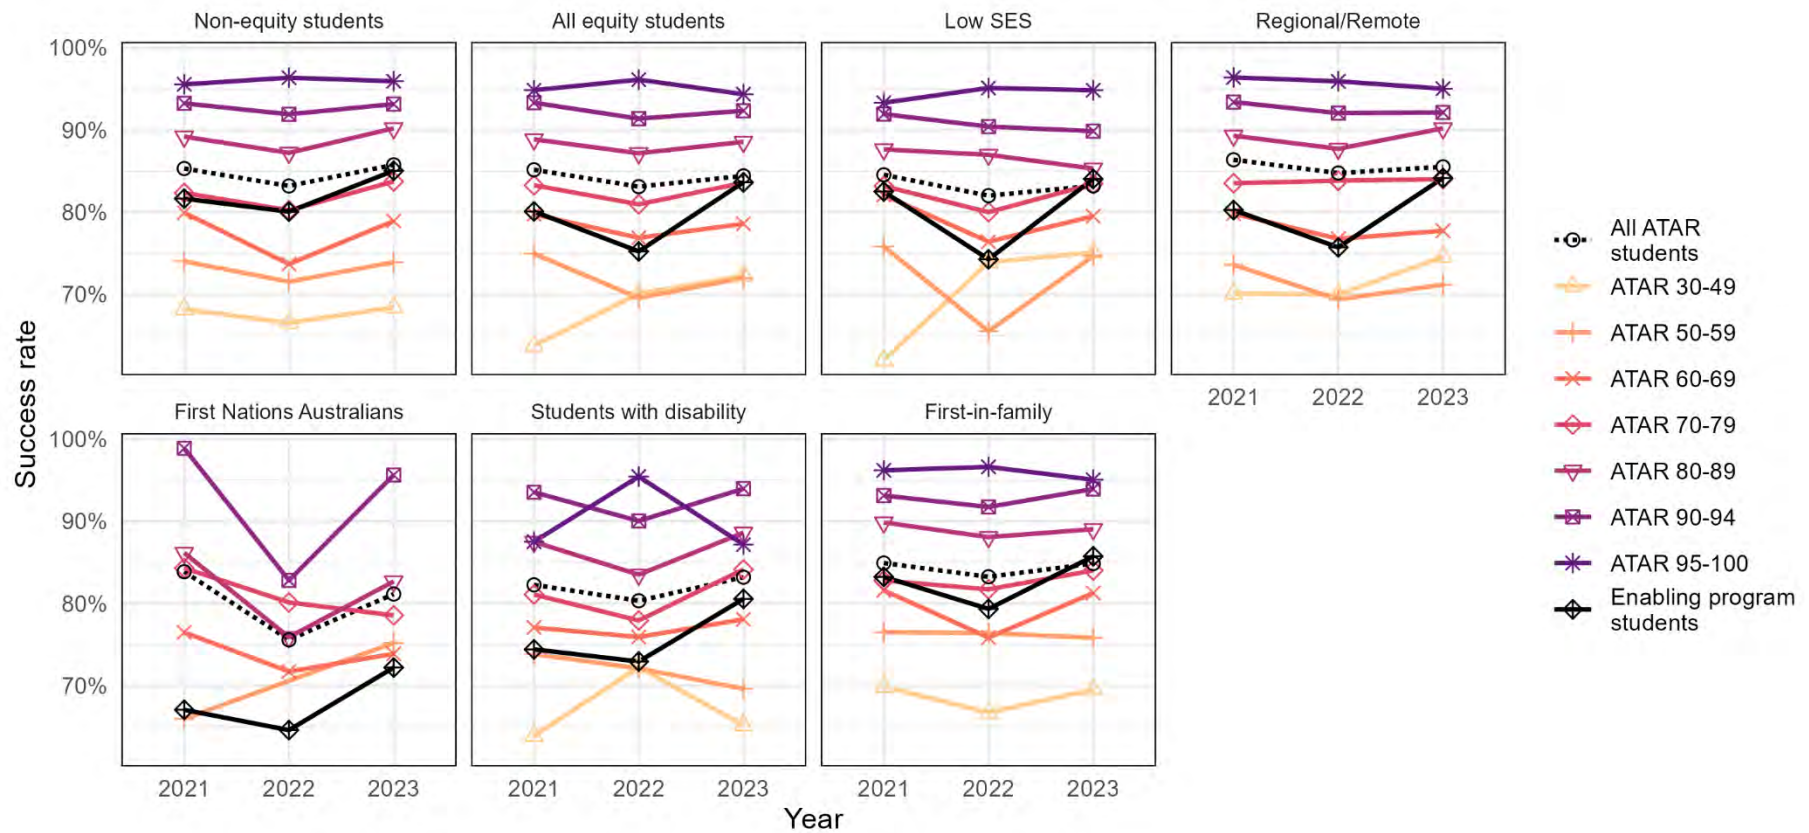 Non-equity students
All equity students
Low SES
Regional/Remote
100%
90%
80%
70%
2021
2022
2023
First Nations Australians
Students with disability
First-in-family
100%
90%
80%
70%
2021
2022
2023
2021
2022
2023
2021
2022
2023
Success rate
Year
All ATAR
students
ATAR 30-49
ATAR 50-59
ATAR 60-69
ATAR 70-79
ATAR 80-89
ATAR 90-94
ATAR 95-100
Enabling program
students